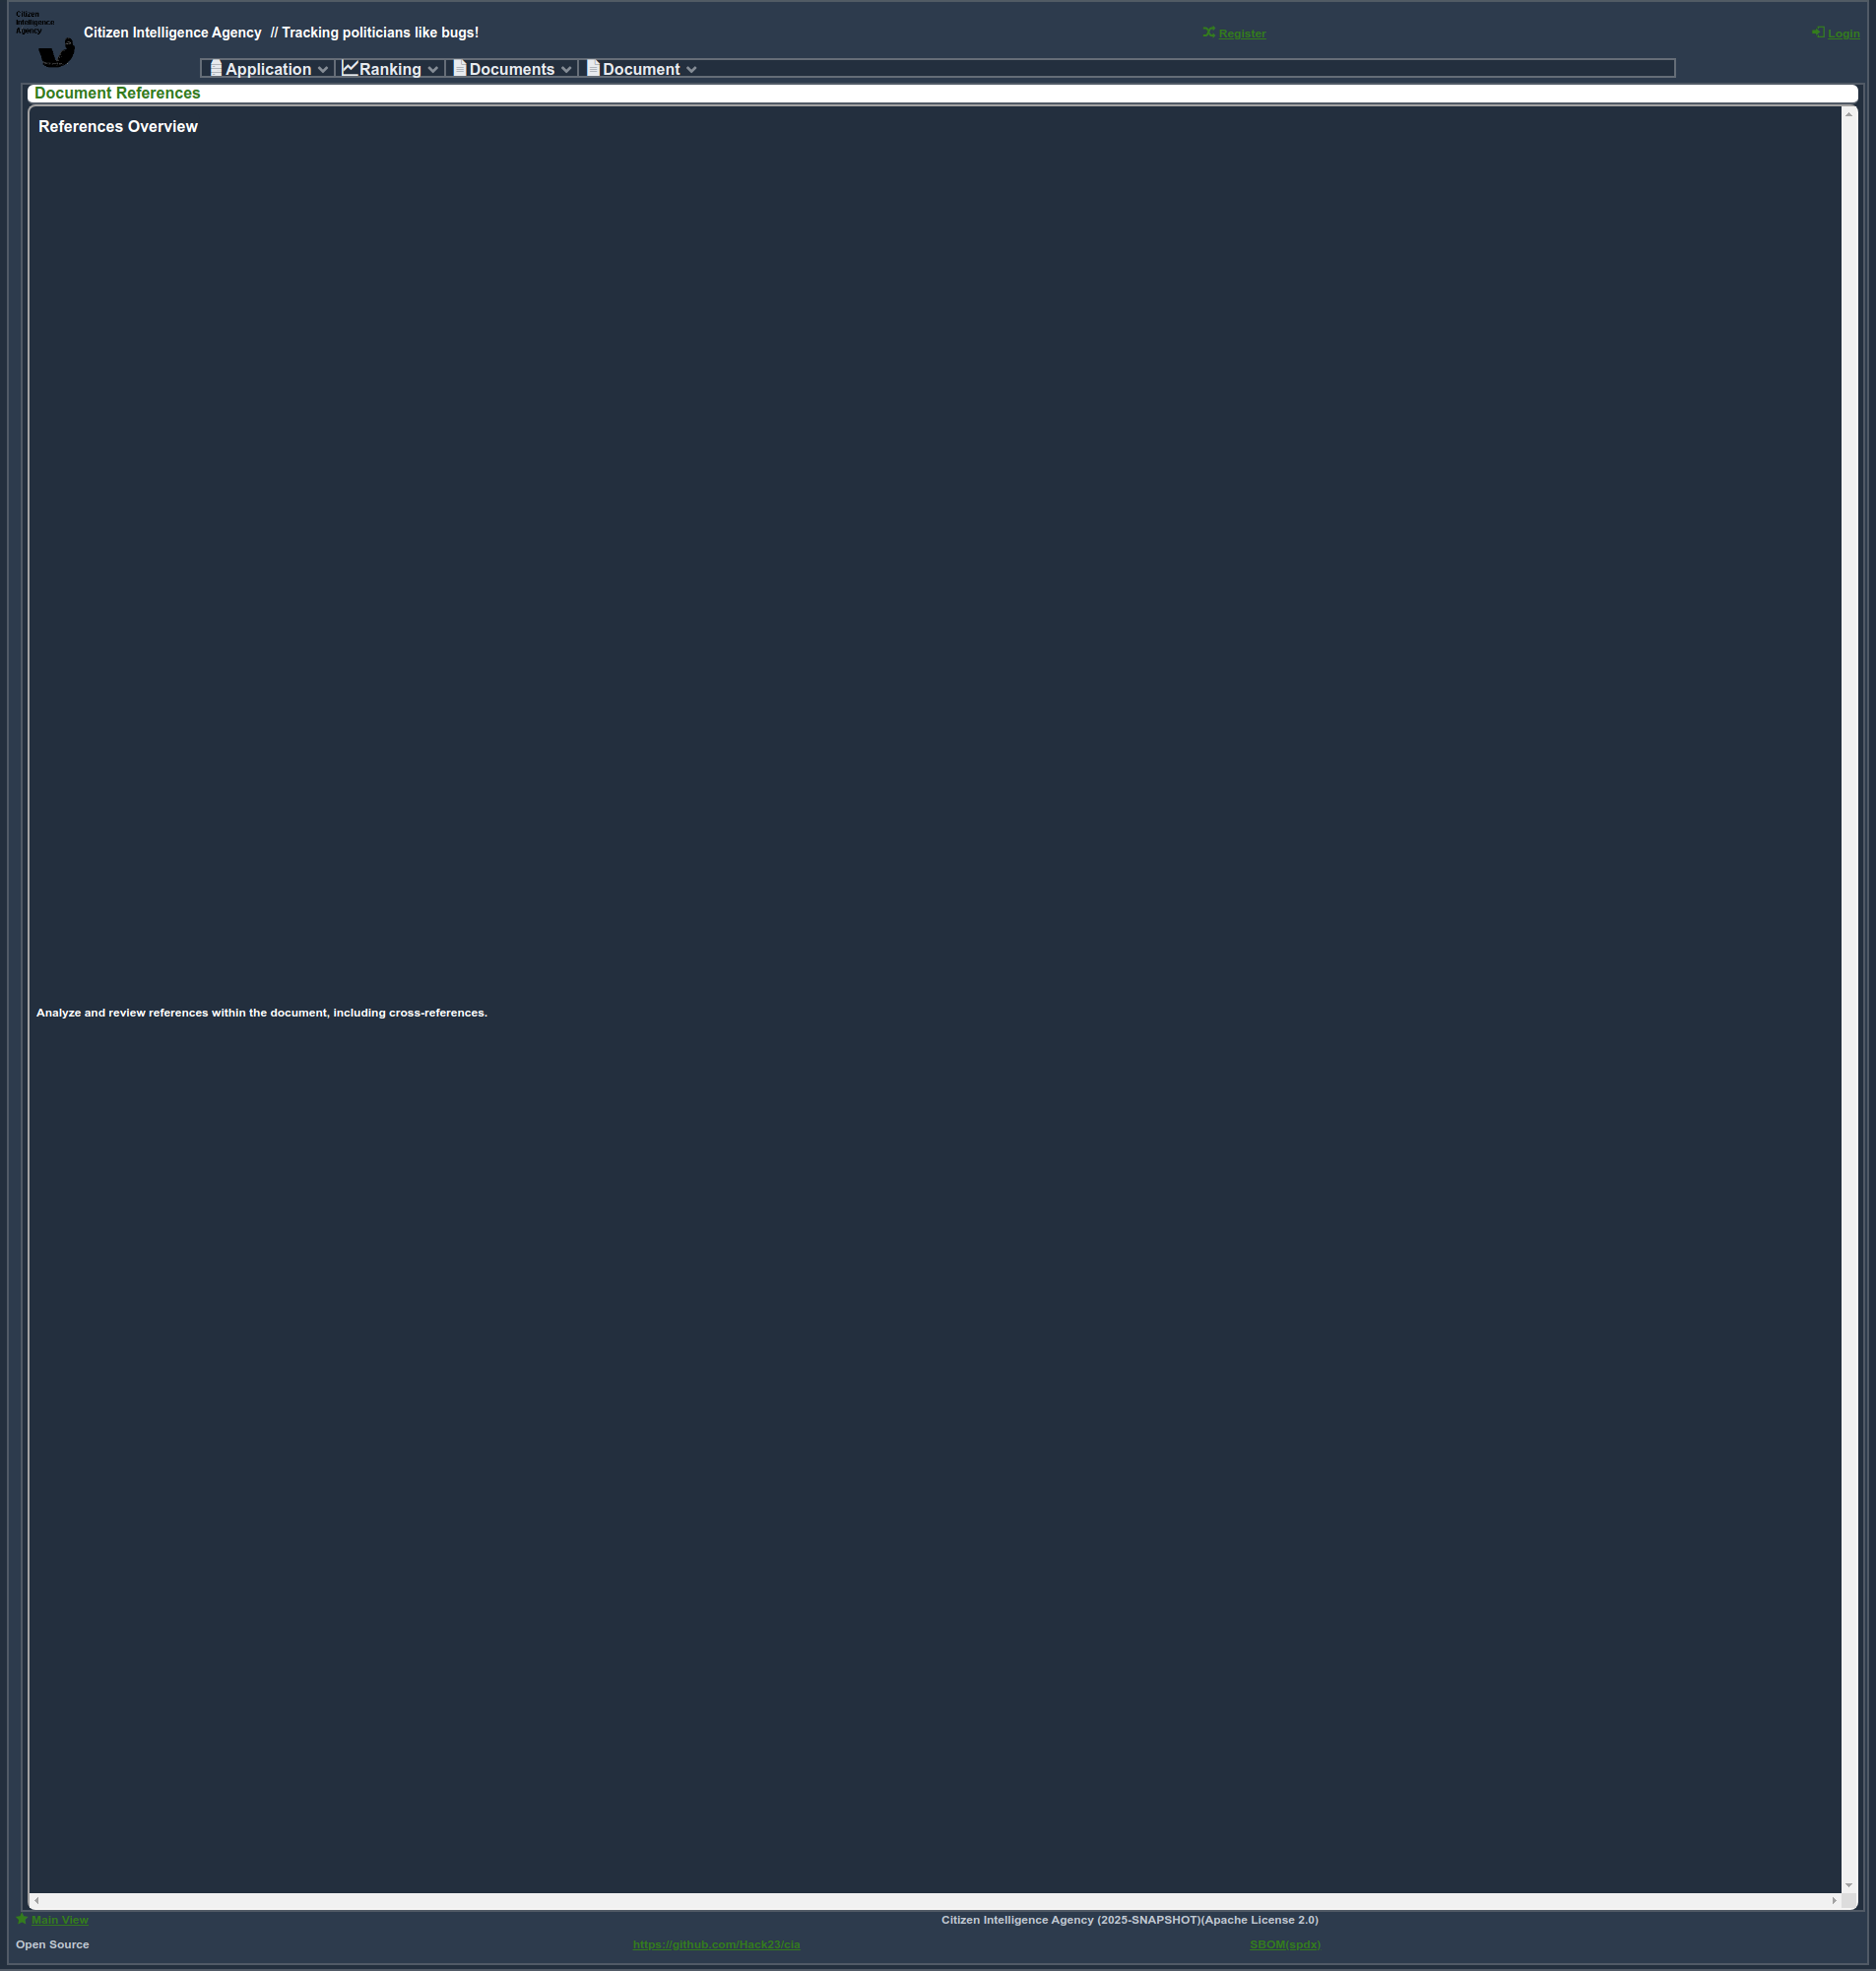 Citizen
Intelligence
Agency
Citizen Intelligence Agency // Tracking politicians like bugs!
Register
Login
Application
Ranking
Documents
Document
Document References
References Overview
Analyze and review references within the document, including cross-references.
Main View
Citizen Intelligence Agency (2025-SNAPSHOT)(Apache License 2.0)
Open Source
https://github.com/Hack23/cia
SBOM(spdx)